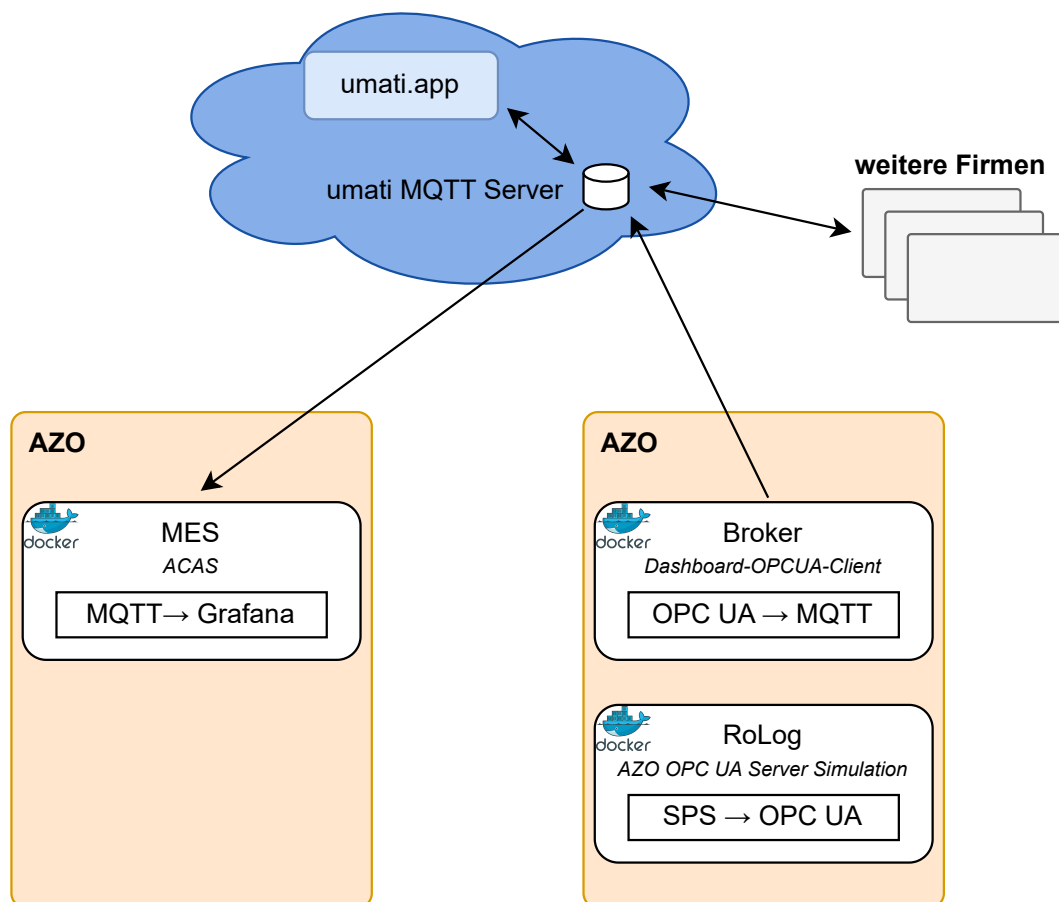 umati.app
umati MQTT Server
weitere Firmen
AZO
docker
MES
ACAS
MQTT→ Grafana
AZO
docker
Broker
Dashboard-OPCUA-Client
OPC UA → MQTT
docker
RoLog
AZO OPC UA Server Simulation
SPS → OPC UA